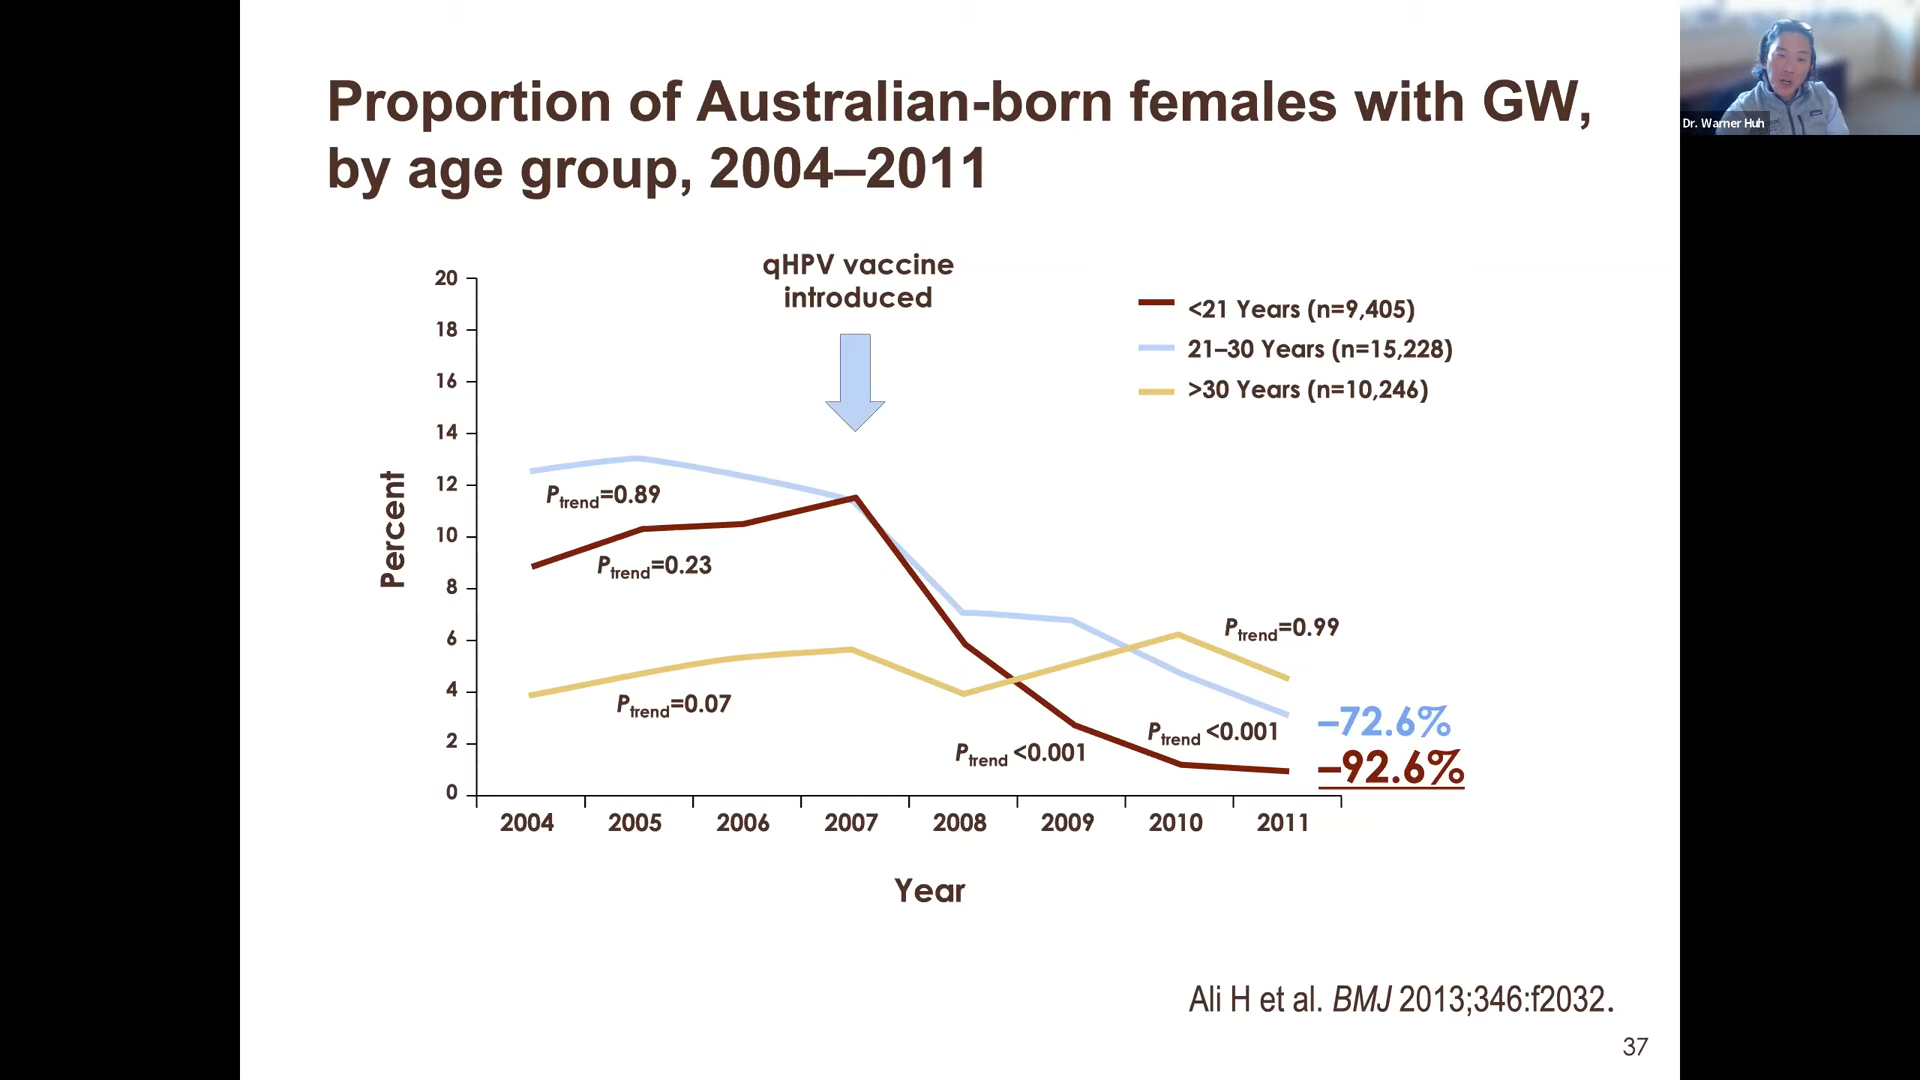 Proportion of Australian-born females with GW,
by age group, 2004–2011
Dr. Warner Huh
qHPV vaccine
introduced
<21 Years (n=9,405)
21–30 Years (n=15,228)
>30 Years (n=10,246)
Percent
20
18
16
14
12
10
8
6
4
2
0
Ptrend=0.89
Ptrend=0.23
Ptrend=0.07
Ptrend=0.99
Ptrend <0.001
Ptrend <0.001
–72.6%
–92.6%
2004 2005 2006 2007 2008 2009 2010 2011
Year
Ali H et al. BMJ 2013;346:f2032.
37